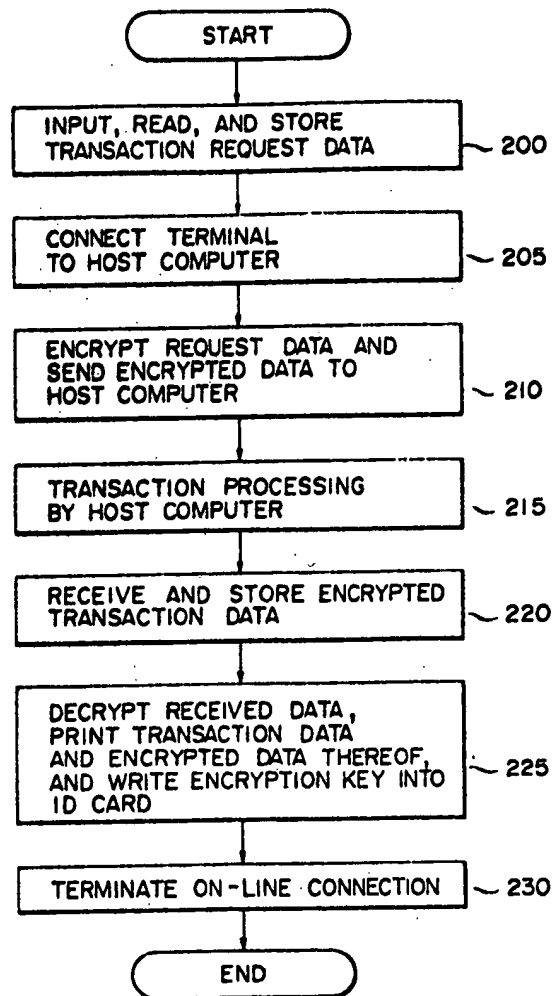 START
INPUT, READ, AND STORE
TRANSACTION REQUEST DATA
200
CONNECT TERMINAL
TO HOST COMPUTER
205
ENCRYPT REQUEST DATA AND
SEND ENCRYPTED DATA TO
HOST COMPUTER
210
TRANSACTION PROCESSING
BY HOST COMPUTER
215
RECEIVE AND STORE ENCRYPTED
TRANSACTION DATA
220
DECRYPT RECEIVED DATA,
PRINT TRANSACTION DATA
AND ENCRYPTED DATA THEREOF,
AND WRITE ENCRYPTION KEY INTO
ID CARD
225
TERMINATE ON-LINE CONNECTION
230
END